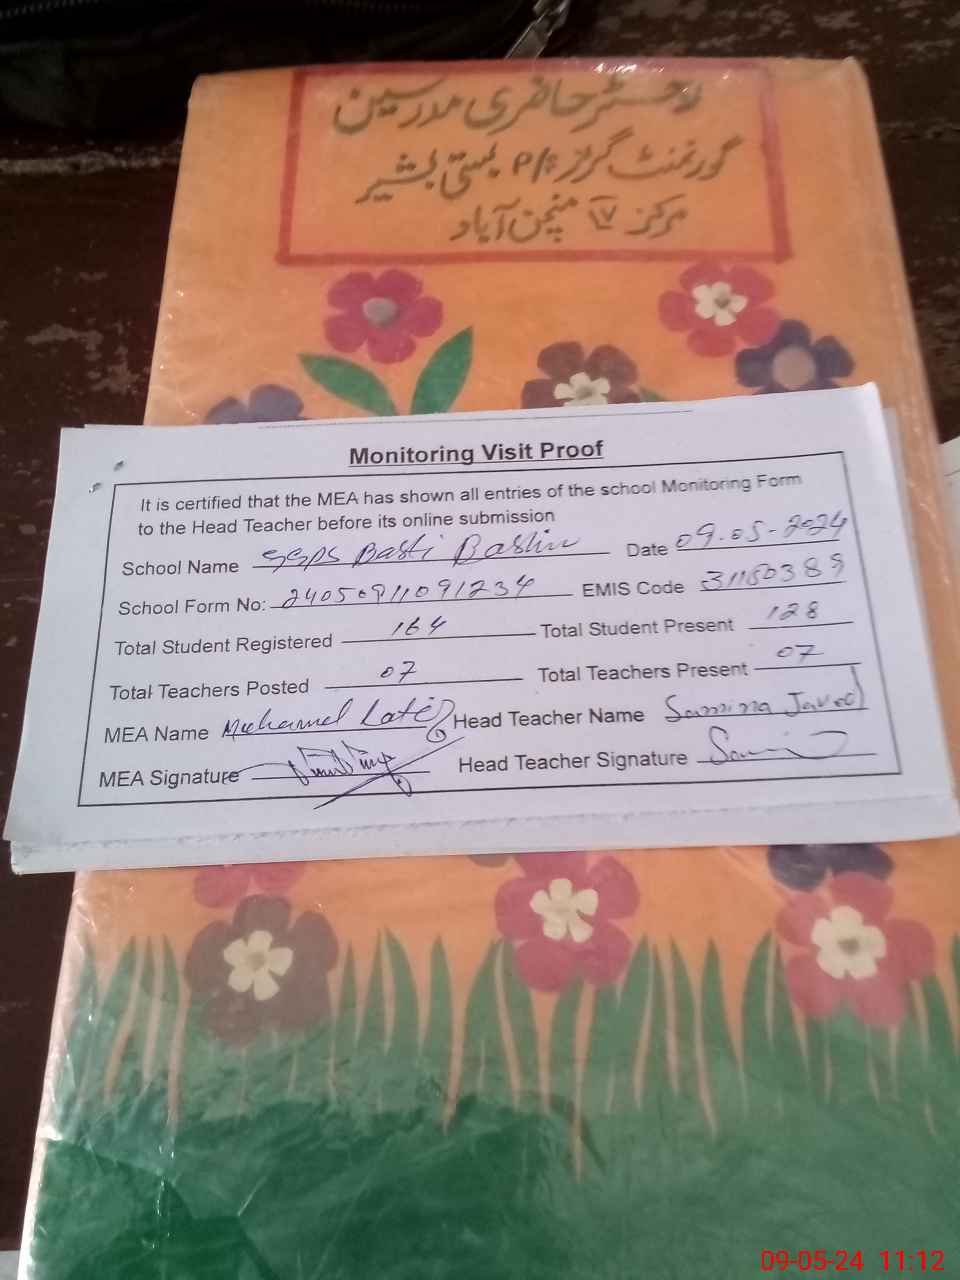 رجسٹر حاضری مدرسین
گورنمنٹ گرلز P/S بستی بشیر
مرکز منچن آباد
Monitoring Visit Proof
It is certified that the MEA has shown all entries of the school Monitoring Form
to the Head Teacher before its online submission
School Name GGPS Basti Bashir Date 09-05-2024
School Form No: 24050911091234 EMIS Code 31150389
Total Student Registered 164 Total Student Present 128
Total Teachers Posted 07 Total Teachers Present 07
MEA Name Muhammad Latif Head Teacher Name Samina Javed
MEA Signature Head Teacher Signature
09-05-24 11:12